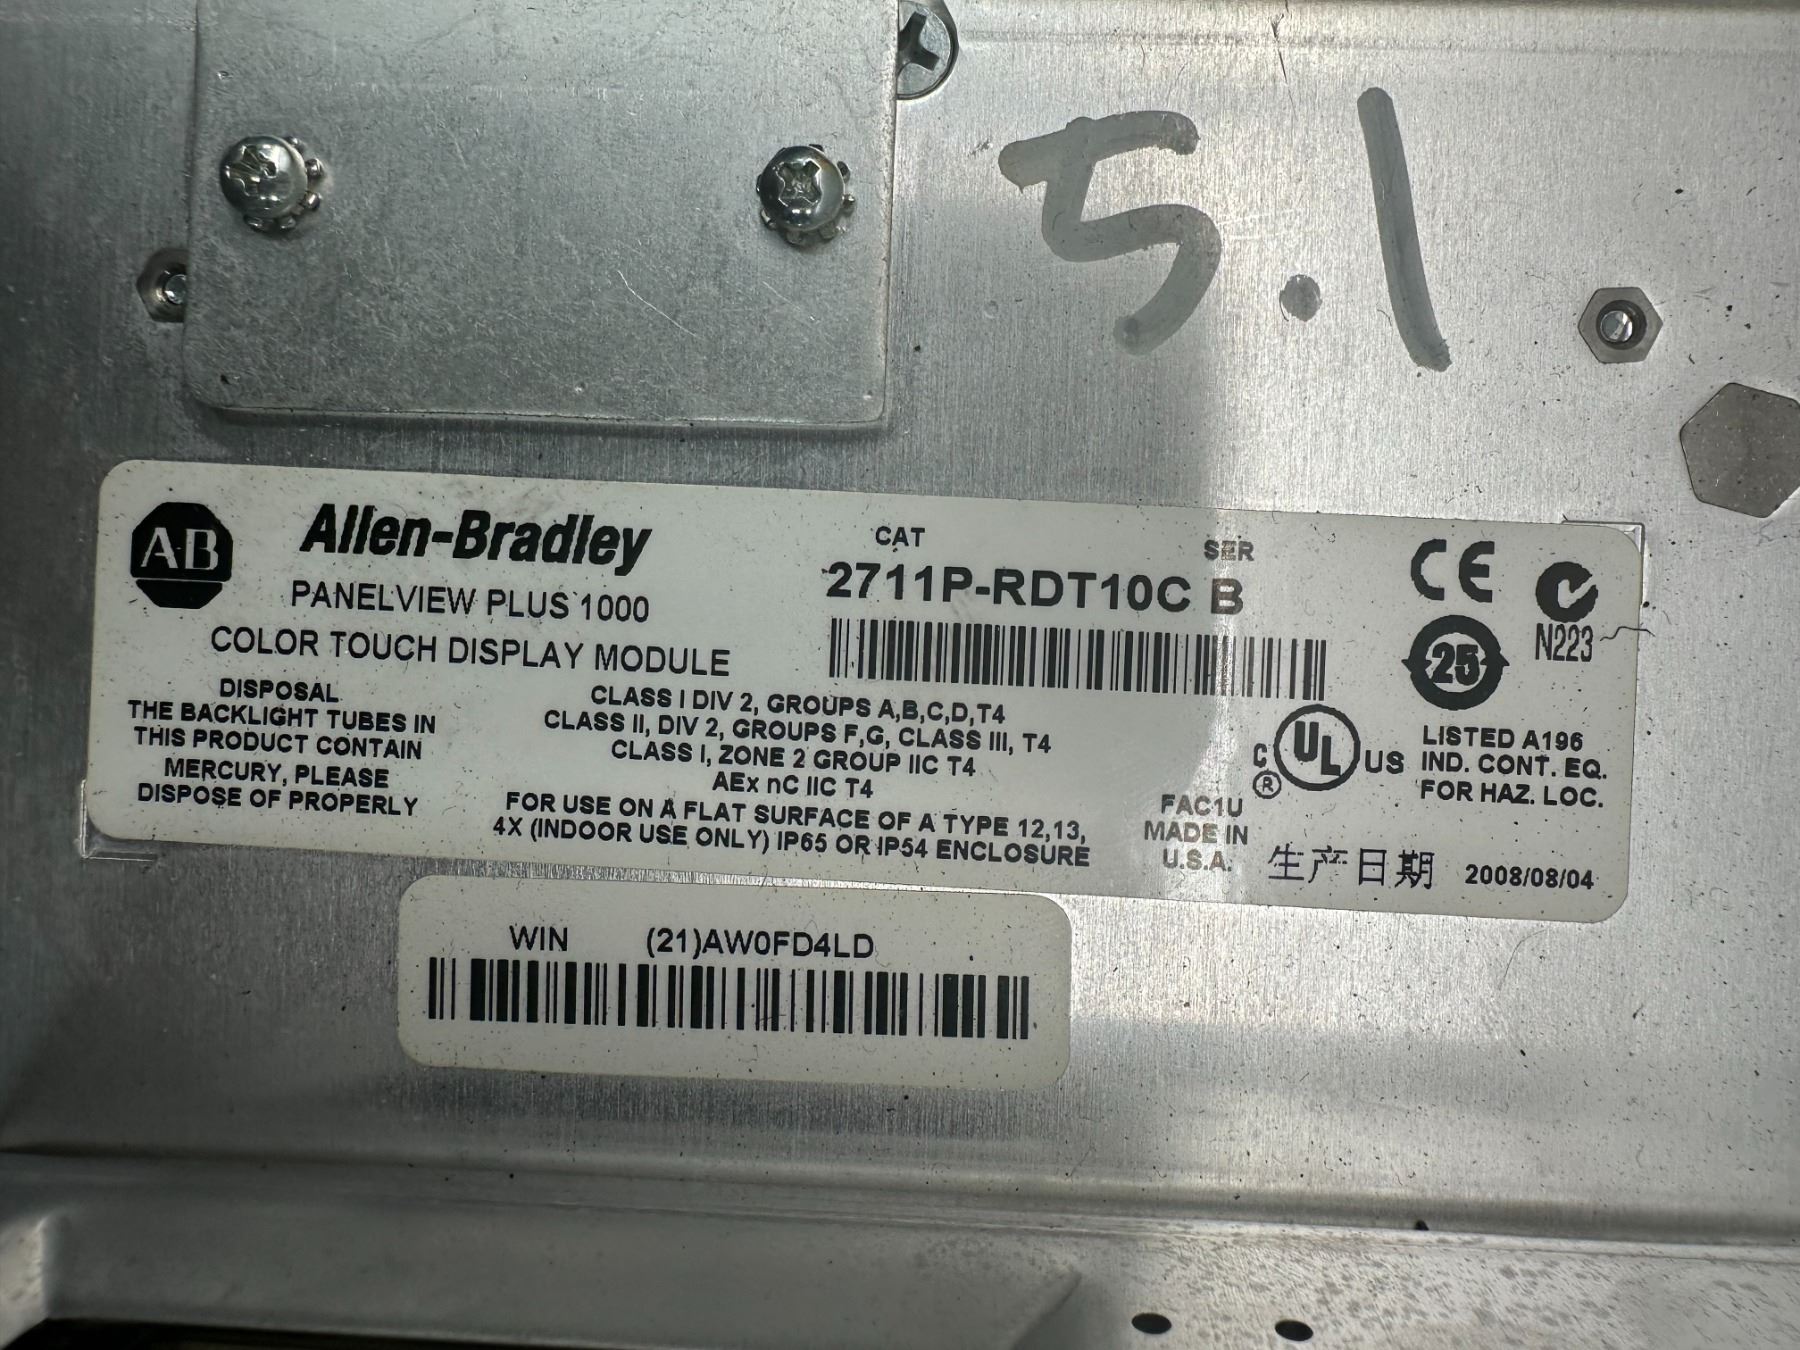 5.1
AB
Allen-Bradley
PANELVIEW PLUS 1000
COLOR TOUCH DISPLAY MODULE
DISPOSAL
THE BACKLIGHT TUBES IN
THIS PRODUCT CONTAIN
MERCURY, PLEASE
DISPOSE OF PROPERLY
CAT SER
2711P-RDT10C B
CLASS I DIV 2, GROUPS A,B,C,D,T4
CLASS II, DIV 2, GROUPS F,G, CLASS III, T4
CLASS I, ZONE 2 GROUP IIC T4
AEx nC IIC T4
FOR USE ON A FLAT SURFACE OF A TYPE 12,13,
4X (INDOOR USE ONLY) IP65 OR IP54 ENCLOSURE
CE
N223
25
C UL US
®
LISTED A196
IND. CONT. EQ.
FOR HAZ. LOC.
FAC1U
MADE IN
U.S.A.
生产日期 2008/08/04
WIN (21)AW0FD4LD